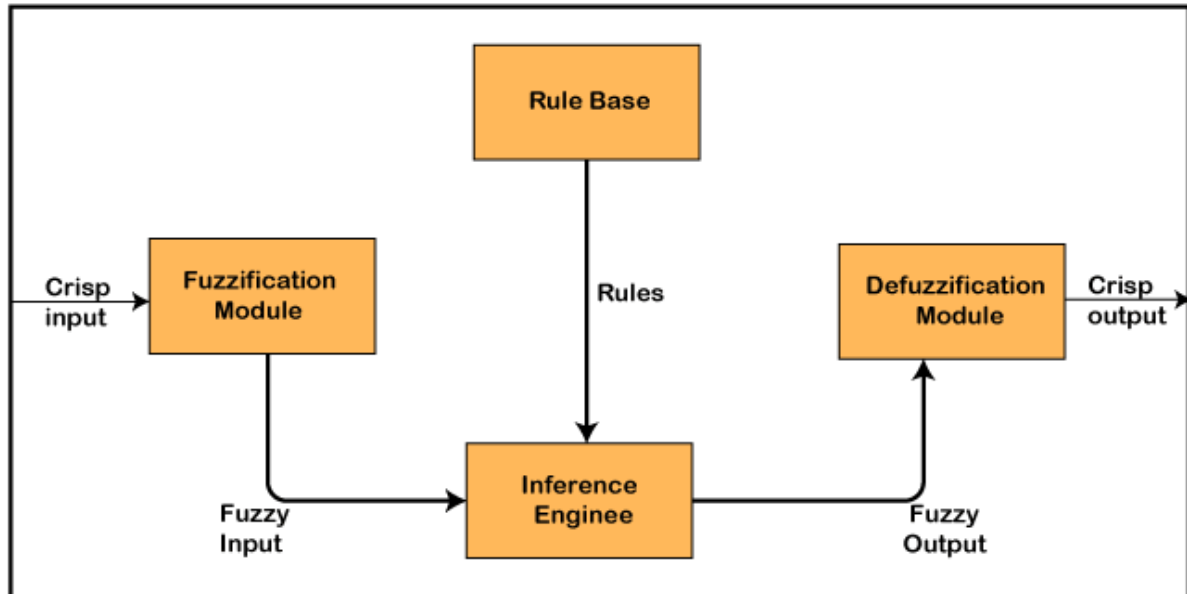 Rule Base
Crisp
input
Fuzzification
Module
Rules
Defuzzification
Module
Crisp
output
Fuzzy
Input
Inference
Enginee
Fuzzy
Output